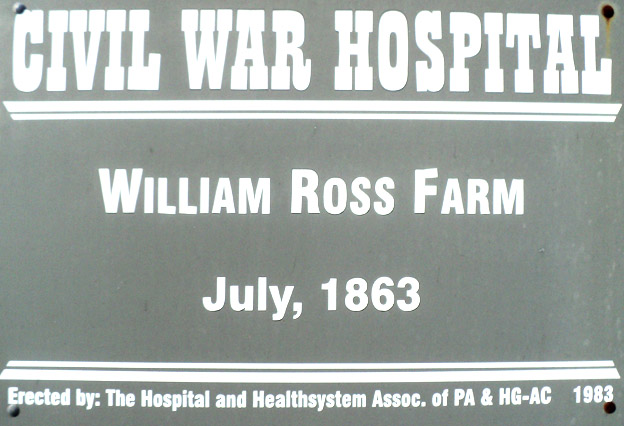 CIVIL WAR HOSPITAL
WILLIAM ROSS FARM
July, 1863
Erected by: The Hospital and Healthsystem Assoc. of PA & HG-AC 1983